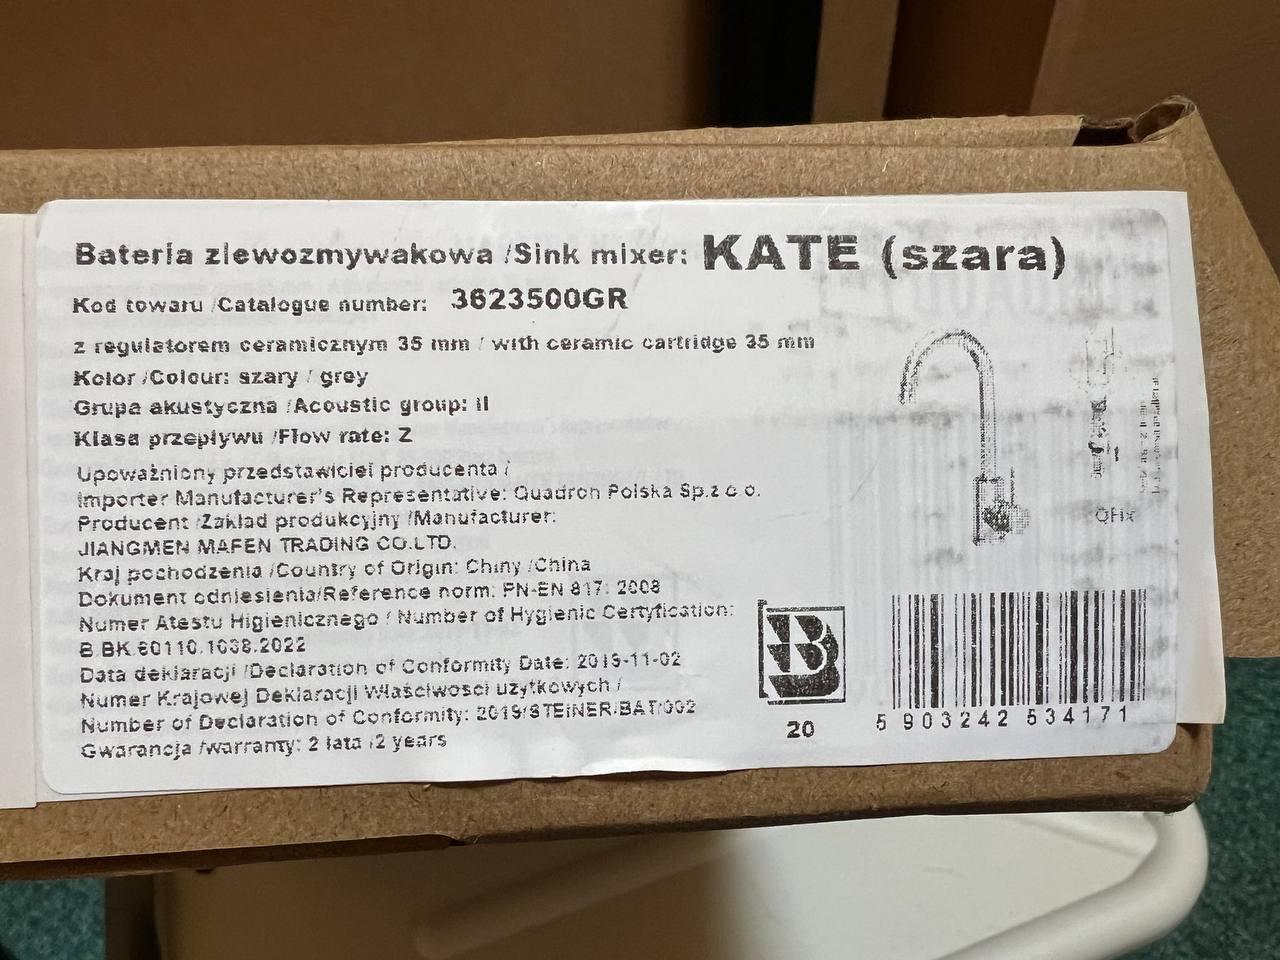 Bateria zlewozmywakowa /Sink mixer: KATE (szara)
Kod towaru /Catalogue number: 3623500GR
z regulatorem ceramicznym 35 mm / with ceramic cartridge 35 mm
Kolor /Colour: szary / grey
Grupa akustyczna /Acoustic group: II
Klasa przepływu /Flow rate: Z
Upoważniony przedstawiciel producenta /
Importer Manufacturer's Representative: Quadron Polska Sp.z o.o.
Producent /Zakład produkcyjny /Manufacturer:
JIANGMEN MAFEN TRADING CO.LTD.
Kraj pochodzenia /Country of Origin: Chiny /China
Dokument odniesienia/Reference norm: PN-EN 817: 2008
Numer Atestu Higienicznego / Number of Hygienic Certyfication:
B.BK.60110.1038.2022
Data deklaracji /Declaration of Conformity Date: 2019-11-02
Numer Krajowej Deklaracji Właściwości użytkowych /
Number of Declaration of Conformity: 2019/STEINER/BAT/002
Gwarancja /warranty: 2 lata /2 years
B
20
5 903242 534171